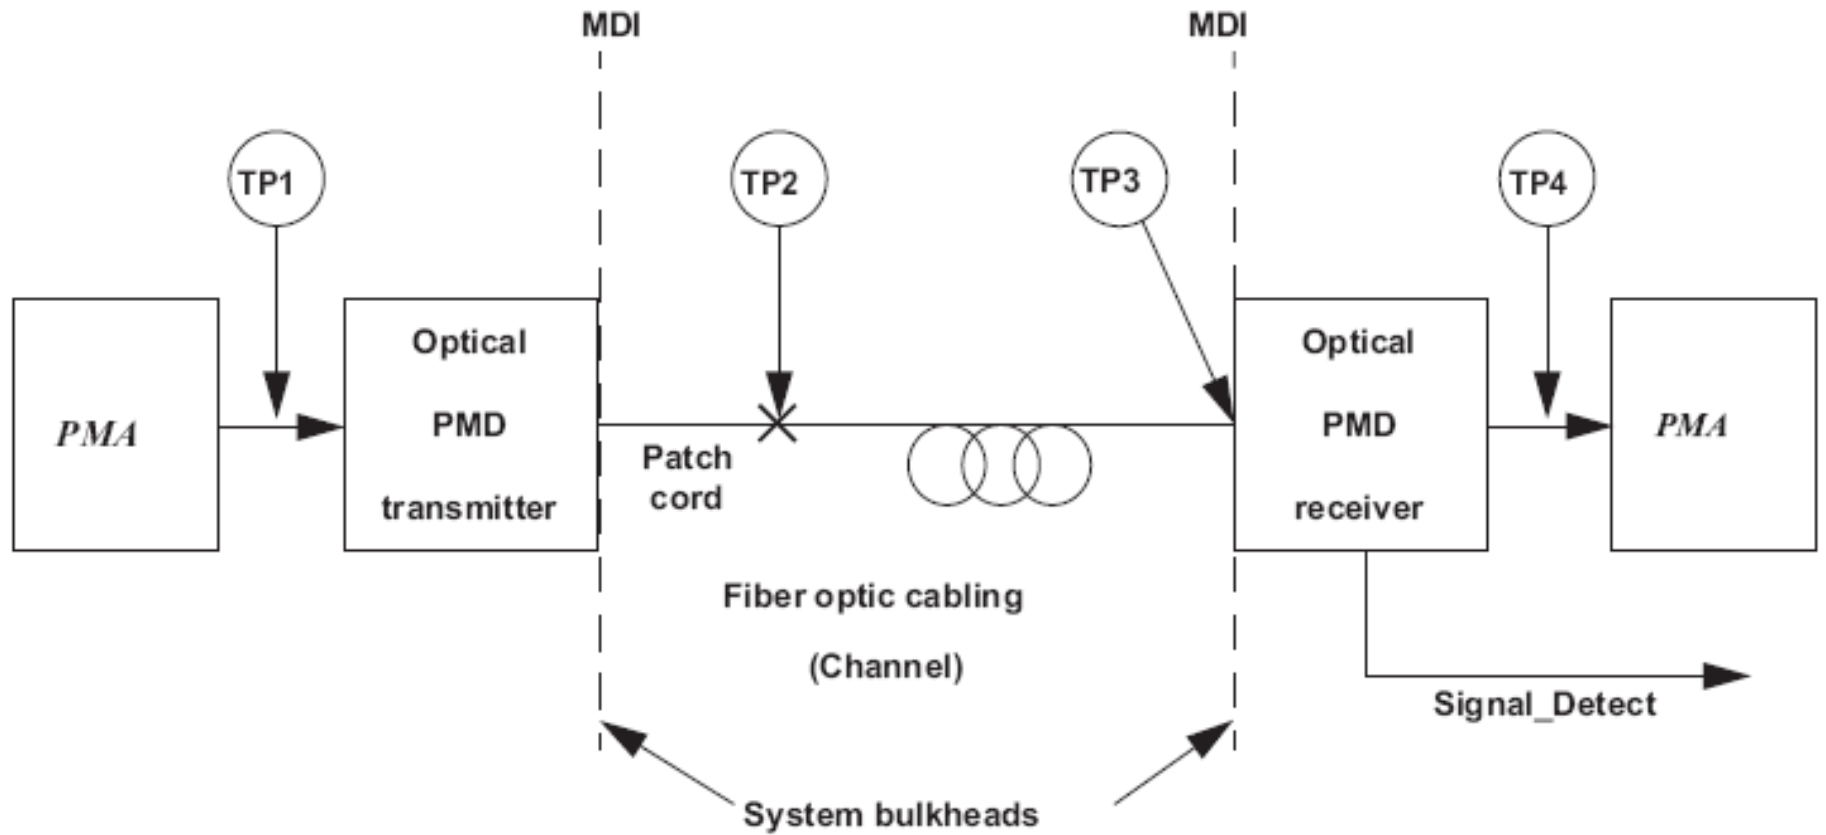 MDI
MDI
TP1
TP2
TP3
TP4
PMA
Optical
PMD
transmitter
Patch
cord
Optical
PMD
receiver
PMA
Fiber optic cabling
(Channel)
Signal_Detect
System bulkheads